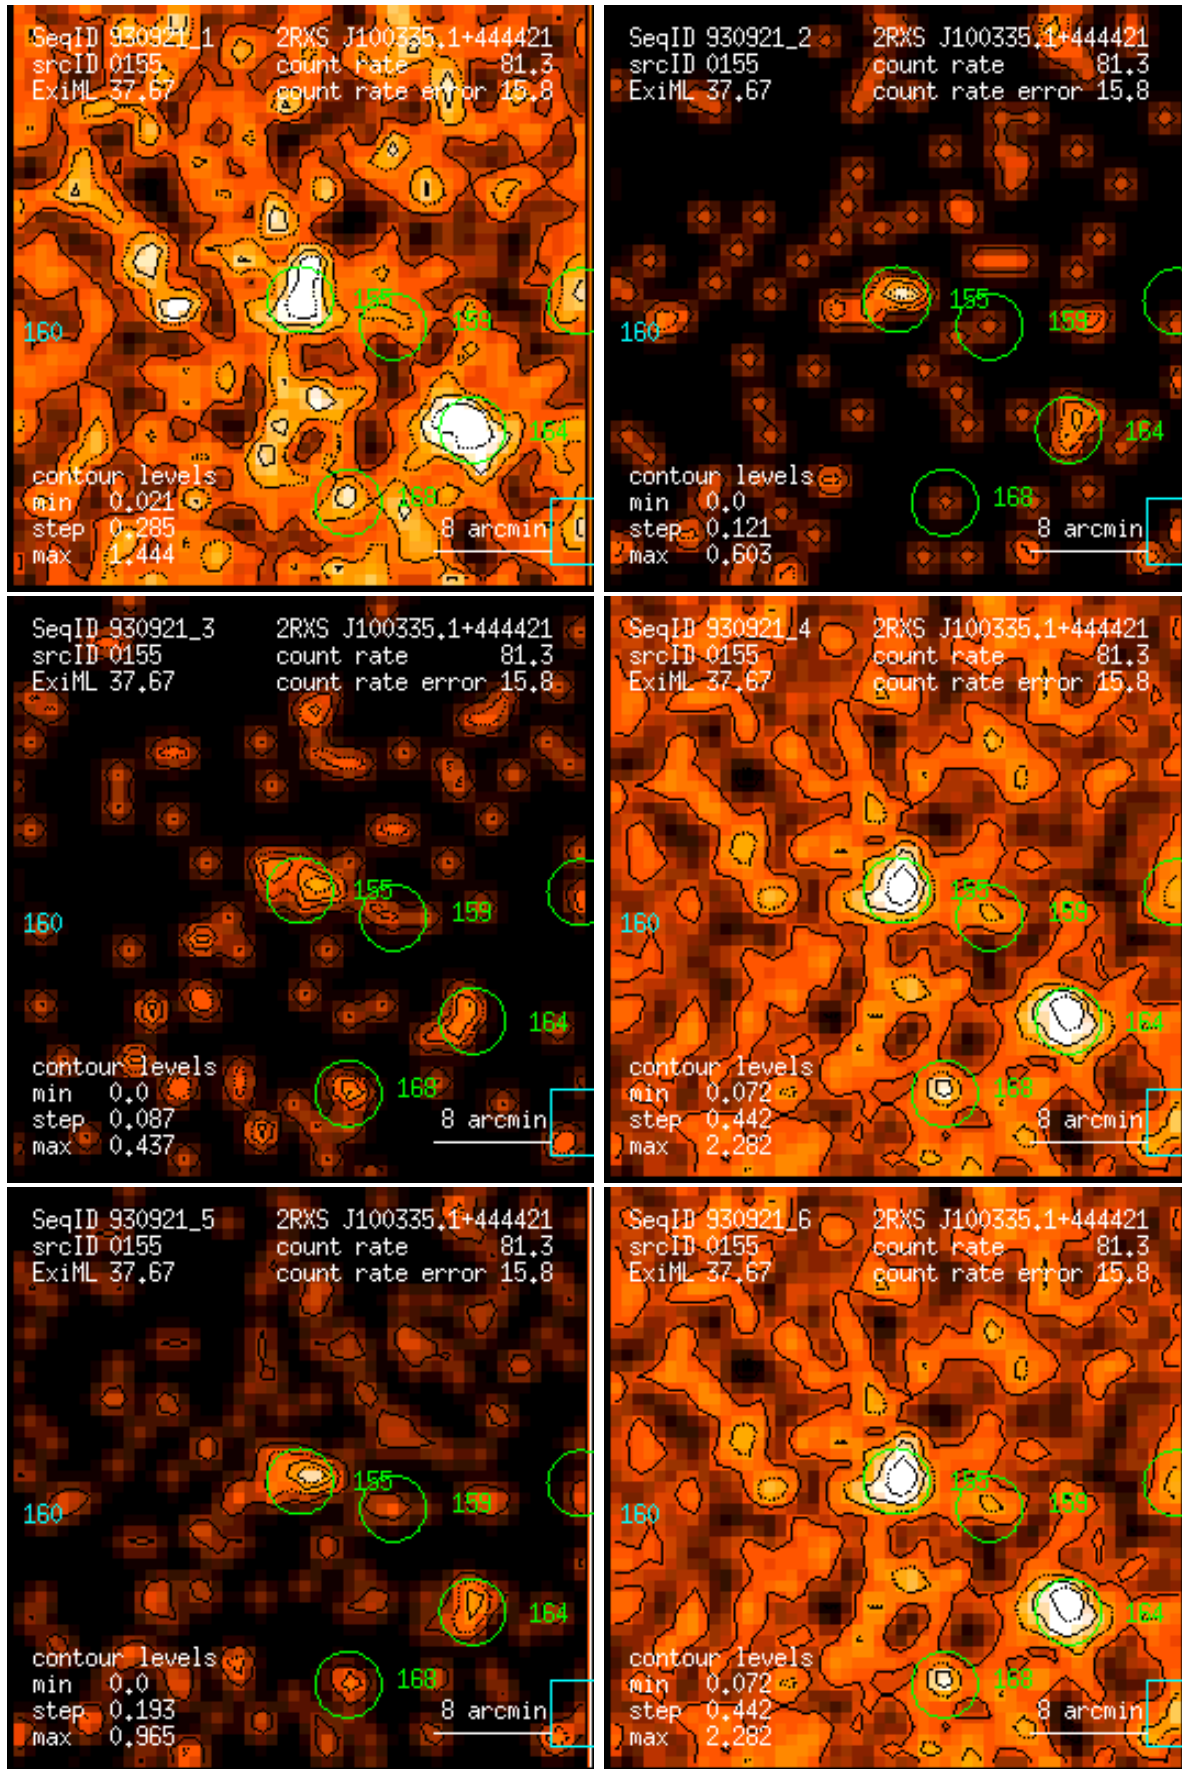 SeqID 930921_1 2RXS J100335.1+444421
srcID 0155 count rate 81.3
ExiML 37.67 count rate error 15.8
155
159
160
164
contour levels
min 0.021 168
step 0.285 8 arcmin
max 1.444
SeqID 930921_2 2RXS J100335.1+444421
srcID 0155 count rate 81.3
ExiML 37.67 count rate error 15.8
155
159
160
164
contour levels
min 0.0 168
step 0.121 8 arcmin
max 0.603
SeqID 930921_3 2RXS J100335.1+444421
srcID 0155 count rate 81.3
ExiML 37.67 count rate error 15.8
155
159
160
164
contour levels
min 0.0 168
step 0.087 8 arcmin
max 0.437
SeqID 930921_4 2RXS J100335.1+444421
srcID 0155 count rate 81.3
ExiML 37.67 count rate error 15.8
155
159
160
164
contour levels
min 0.072 168
step 0.442 8 arcmin
max 2.282
SeqID 930921_5 2RXS J100335.1+444421
srcID 0155 count rate 81.3
ExiML 37.67 count rate error 15.8
155
159
160
164
contour levels
min 0.0 168
step 0.193 8 arcmin
max 0.965
SeqID 930921_6 2RXS J100335.1+444421
srcID 0155 count rate 81.3
ExiML 37.67 count rate error 15.8
155
159
160
164
contour levels
min 0.072 168
step 0.442 8 arcmin
max 2.282